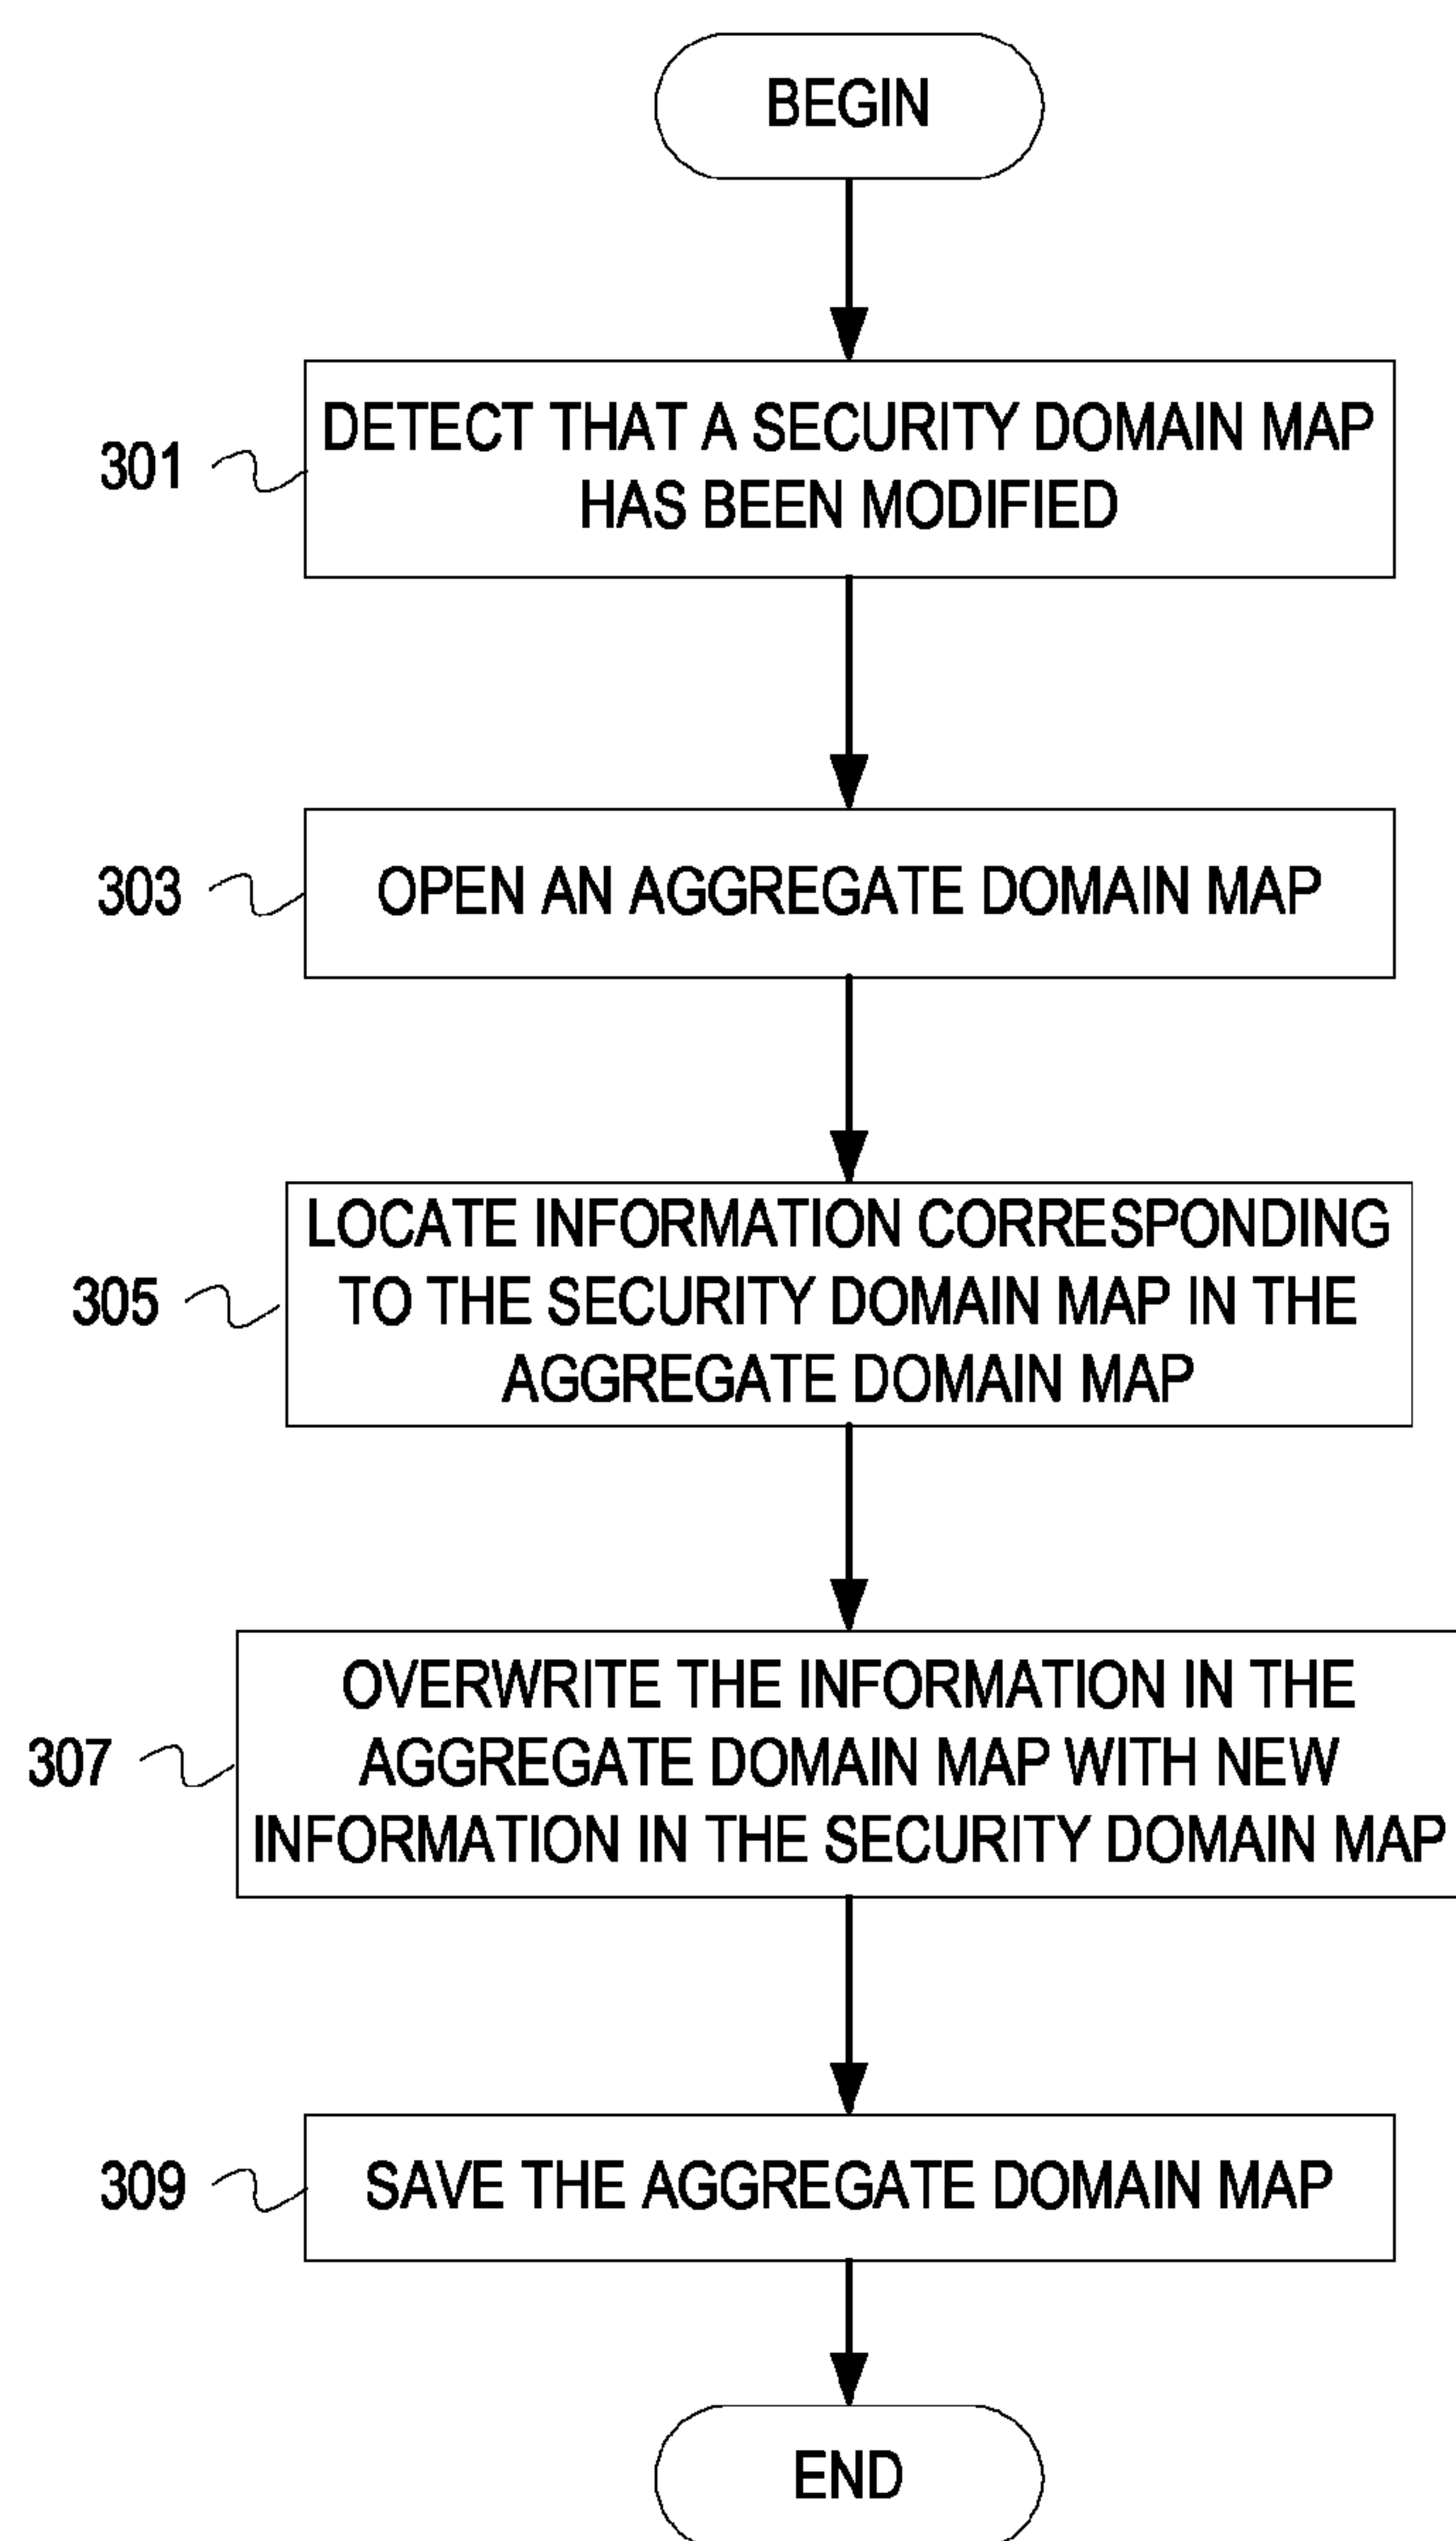 BEGIN
301
DETECT THAT A SECURITY DOMAIN MAP
HAS BEEN MODIFIED
303
OPEN AN AGGREGATE DOMAIN MAP
305
LOCATE INFORMATION CORRESPONDING
TO THE SECURITY DOMAIN MAP IN THE
AGGREGATE DOMAIN MAP
307
OVERWRITE THE INFORMATION IN THE
AGGREGATE DOMAIN MAP WITH NEW
INFORMATION IN THE SECURITY DOMAIN MAP
309
SAVE THE AGGREGATE DOMAIN MAP
END